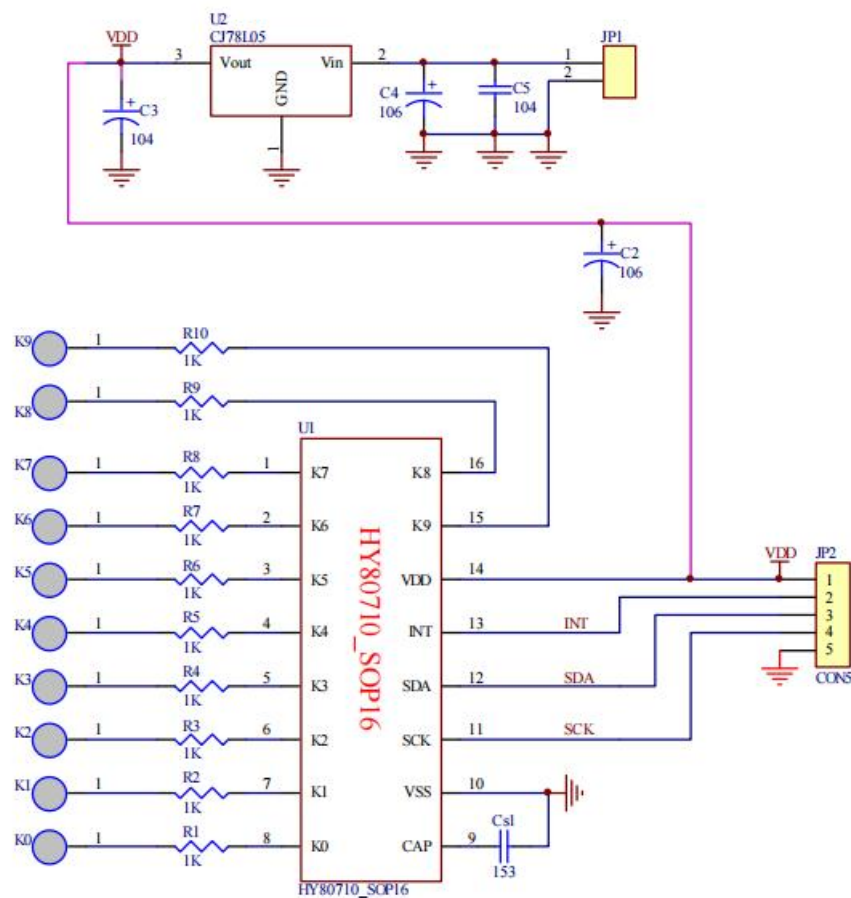 U2
CJ78L05
VDD
3
Vout
Vin
GND
1
2
C3
104
C4
106
C5
104
JP1
1
2
C2
106
K9
1
R10
1K
K8
1
R9
1K
U1
K7
1
R8
1K
1
K7
K8
16
K6
1
R7
1K
2
K6
K9
15
K5
1
R6
1K
3
K5
VDD
14
VDD
JP2
K4
1
R5
1K
4
K4
INT
13
INT
K3
1
R4
1K
5
K3
SDA
12
SDA
K2
1
R3
1K
6
K2
SCK
11
SCK
K1
1
R2
1K
7
K1
VSS
10
K0
1
R1
1K
8
K0
CAP
9
Cs1
153
HY80710_SOP16
HY80710_SOP16
1
2
3
4
5
CON5